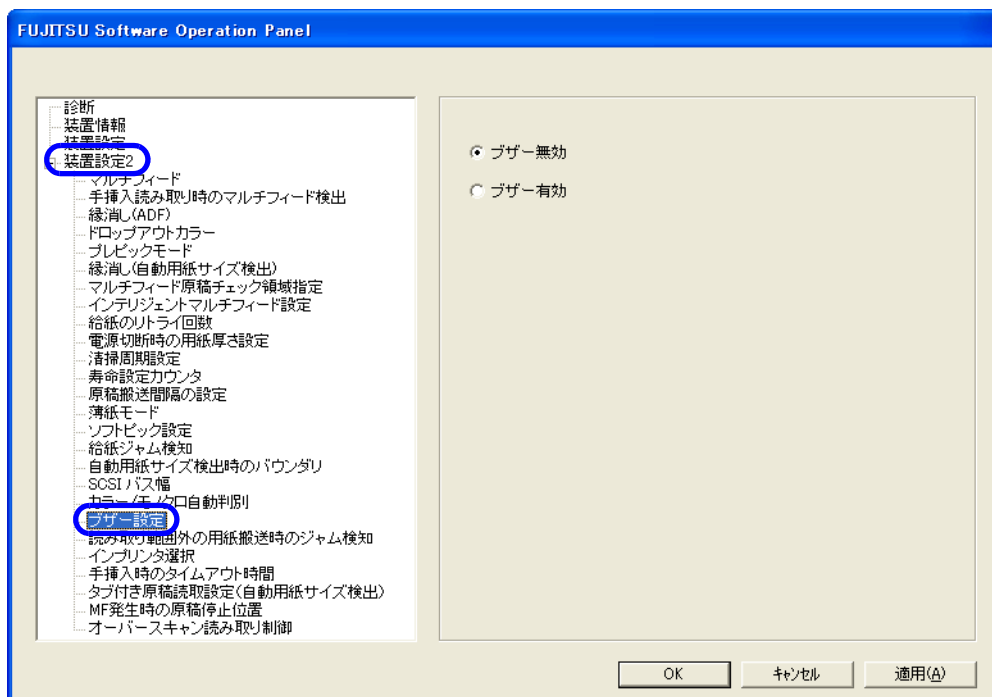 FUJITSU Software Operation Panel
診断
装置情報
装置設定
装置設定2
マルチフィード
手挿入読み取り時のマルチフィード検出
縁消し(ADF)
ドロップアウトカラー
プレピックモード
縁消し(自動用紙サイズ検出)
マルチフィード原稿チェック領域指定
インテリジェントマルチフィード設定
給紙のリトライ回数
電源切断時の用紙厚さ設定
清掃周期設定
寿命設定カウンタ
原稿搬送間隔の設定
薄紙モード
ソフトピック設定
給紙ジャム検知
自動用紙サイズ検出時のバウンダリ
SCSI バス幅
カラー/モノクロ自動判別
ブザー設定
読み取り範囲外の用紙搬送時のジャム検知
インプリンタ選択
手挿入時のタイムアウト時間
タブ付き原稿読取設定(自動用紙サイズ検出)
MF発生時の原稿停止位置
オーバースキャン読み取り制御
ブザー無効
ブザー有効
OK
キャンセル
適用(A)